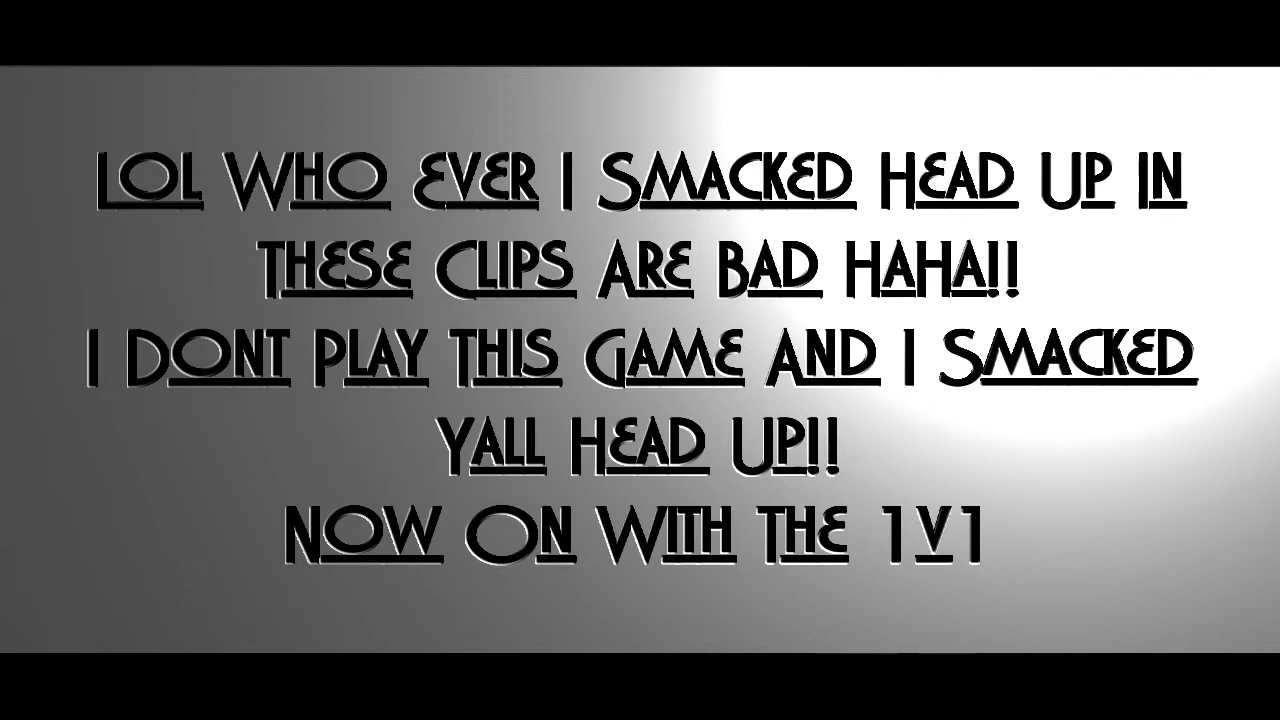 Lol Who Ever I Smacked Head Up In
These Clips Are Bad Haha!!
I Dont Play This Game And I Smacked
Yall Head Up!!
Now On With The 1v1